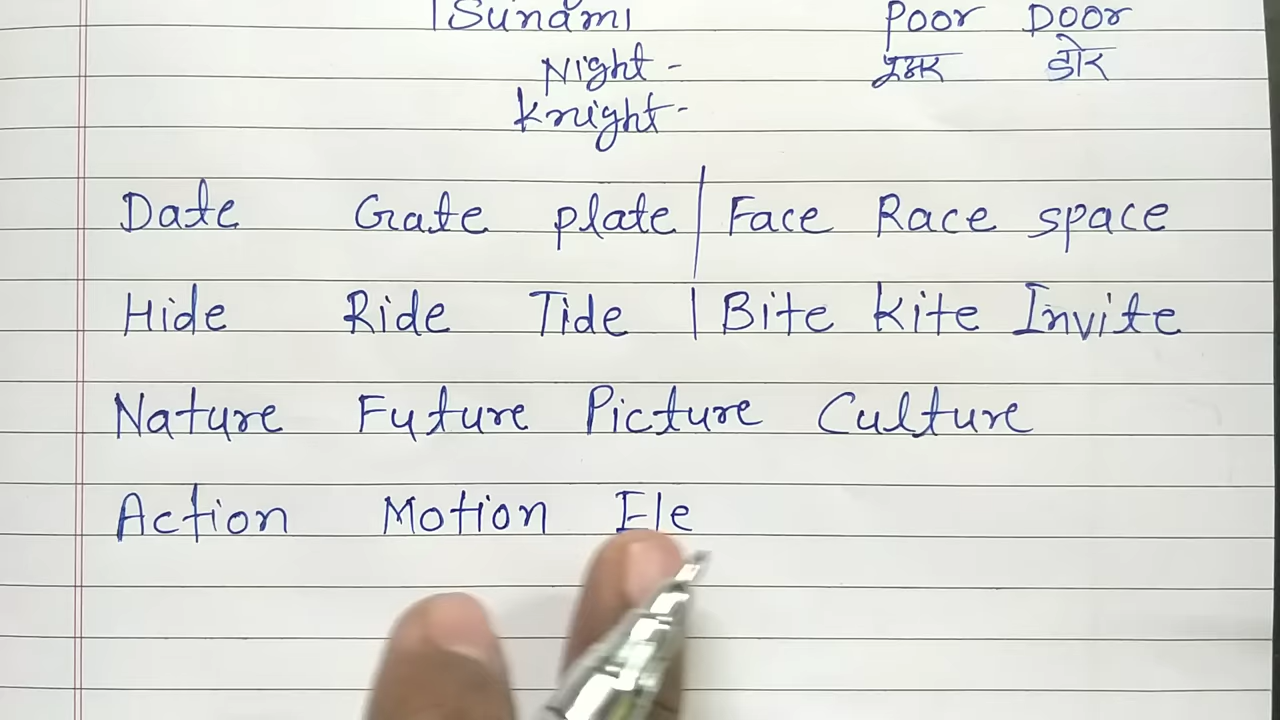 Tsunami Poor Door
Night - डोर
Knight -
Date Grate plate | Face Race space
Hide Ride Tide | Bite Kite Invite
Nature Future Picture Culture
Action Motion Ele